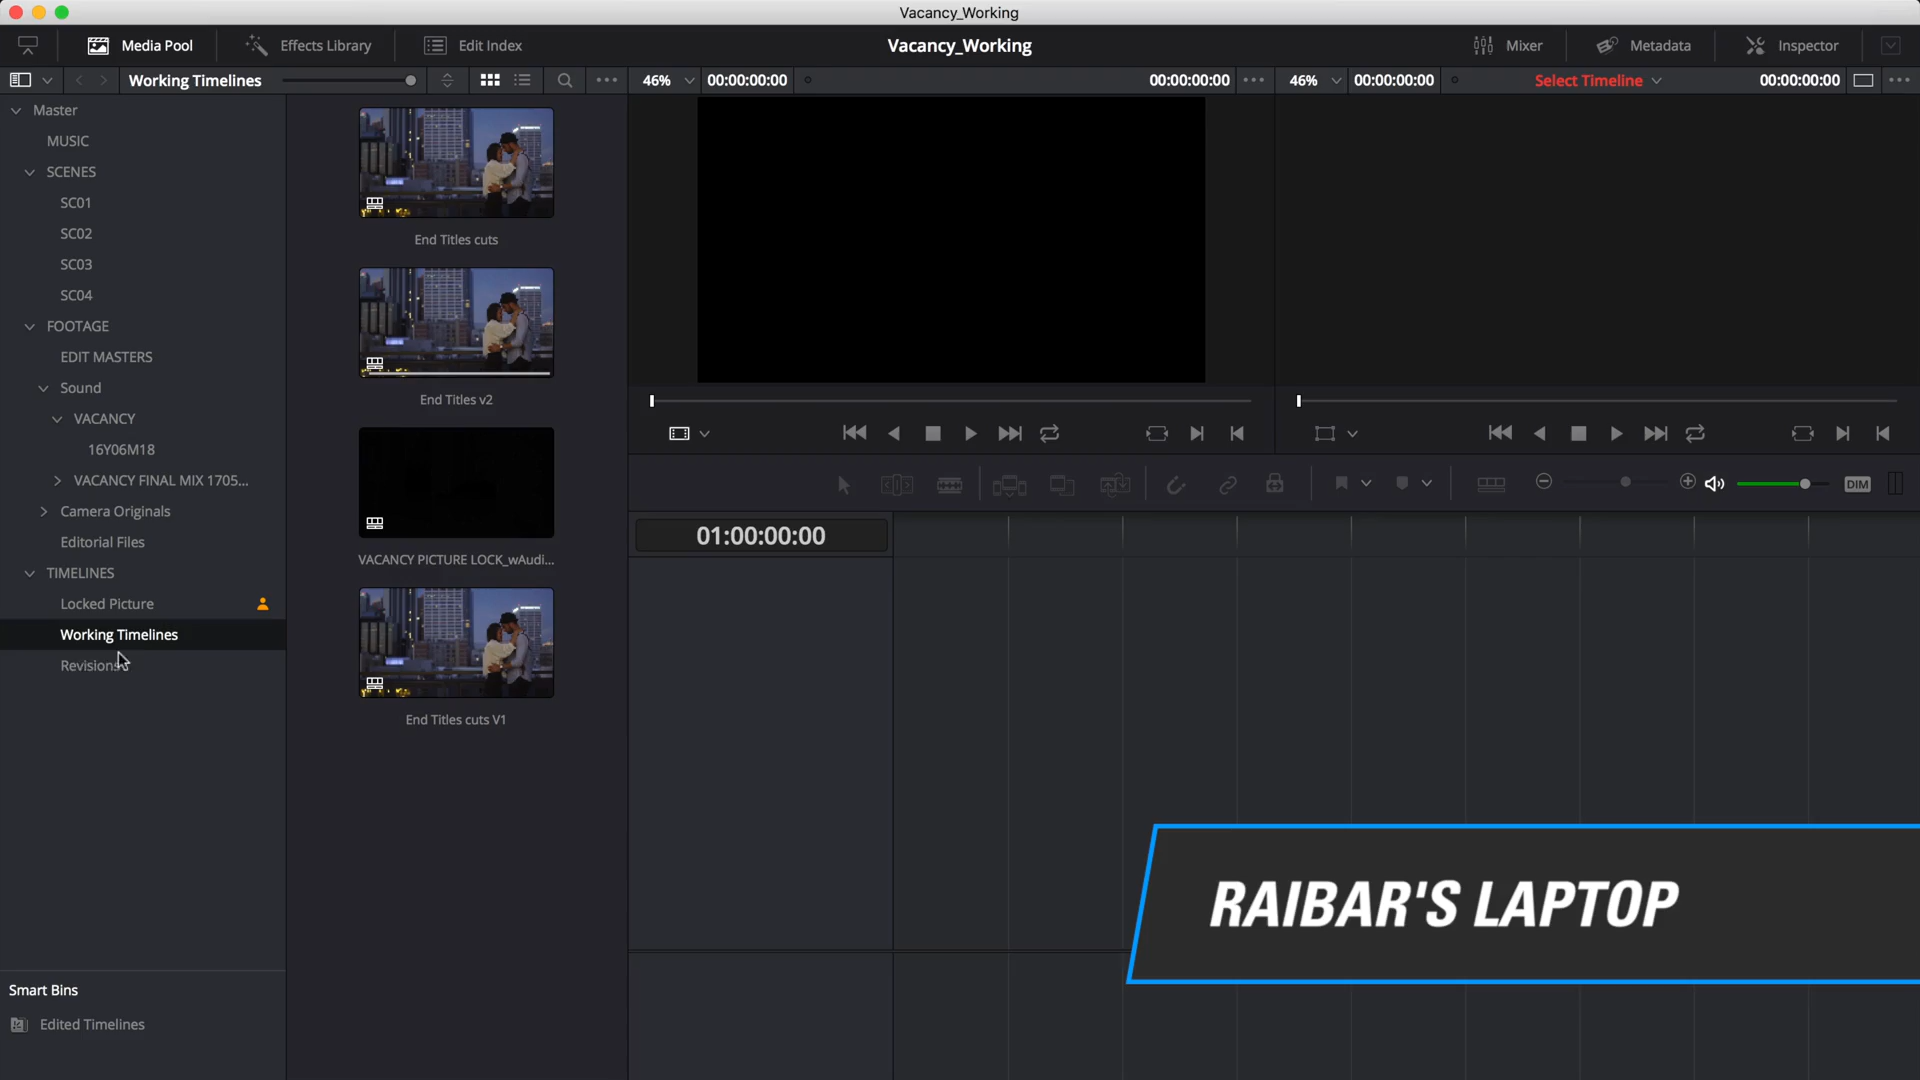 Vacancy_Working
Media Pool
Effects Library
Edit Index
Vacancy_Working
Mixer
Metadata
Inspector
Working Timelines
46%
00:00:00:00
00:00:00:00
46%
00:00:00:00
Select Timeline
00:00:00:00
Master
MUSIC
SCENES
SC01
SC02
SC03
SC04
FOOTAGE
EDIT MASTERS
Sound
VACANCY
16Y06M18
VACANCY FINAL MIX 1705...
Camera Originals
Editorial Files
TIMELINES
Locked Picture
Working Timelines
Revisions
Smart Bins
Edited Timelines
End Titles cuts
End Titles v2
VACANCY PICTURE LOCK_wAudi...
End Titles cuts V1
DIM
01:00:00:00
RAIBAR'S LAPTOP